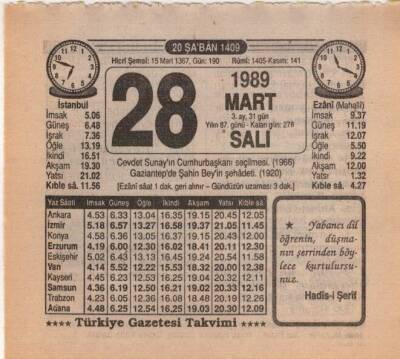 20 ŞA'BÂN 1409
Hicrî Şemsî: 15 Mart 1367, Gün: 190
Rûmî: 1405-Kasım: 141
28
1989
MART
3. ay, 31 gün
Yılın 87. günü - Kalan gün: 278
SALI
İstanbul
İmsak 5.06
Güneş 6.48
İşrak 7.36
Öğle 13.19
İkindi 16.51
Akşam 19.30
Yatsı 21.02
Kıble sâ. 11.56
Ezânî (Mahallî)
İmsak 9.37
Güneş 11.19
İşrak 12.07
Öğle 5.50
İkindi 9.22
Akşam 12.00
Yatsı 1.32
Kıble sâ. 4.27
Cevdet Sunay'ın Cumhurbaşkanı seçilmesi. (1966)
Gaziantep'de Şahin Bey'in şehâdeti. (1920)
[Ezânî sâat 1 dak. geri alınır – Gündüzün uzaması 3 dak.]
Yaz Sâati İmsak Güneş Öğle İkindi Akşam Yatsı Kıble sâ.
Ankara 4.53 6.33 13.04 16.35 19.15 20.45 12.05
İzmir 5.18 6.57 13.27 16.58 19.37 21.05 11.45
Konya 4.58 6.36 13.05 16.37 19.15 20.43 12.00
Erzurum 4.19 6.00 12.30 16.02 18.41 20.11 12.30
Eskişehir 5.02 6.43 13.13 16.45 19.24 20.54 11.58
Van 4.14 5.52 12.22 15.53 18.32 20.00 12.38
Kayseri 4.45 6.23 12.53 16.25 19.04 20.32 12.11
Samsun 4.36 6.19 12.50 16.21 19.02 20.33 12.16
Trabzon 4.23 6.05 12.36 16.08 18.48 20.19 12.26
Adana 4.48 6.25 12.54 16.25 19.03 20.30 12.09
★ Yabancı dil
öğrenin, düşma-
nın şerrinden böy-
lece kurtulursu-
nuz.
Hadîs-i Şerîf
★★★★ Türkiye Gazetesi Takvimi ★★★★